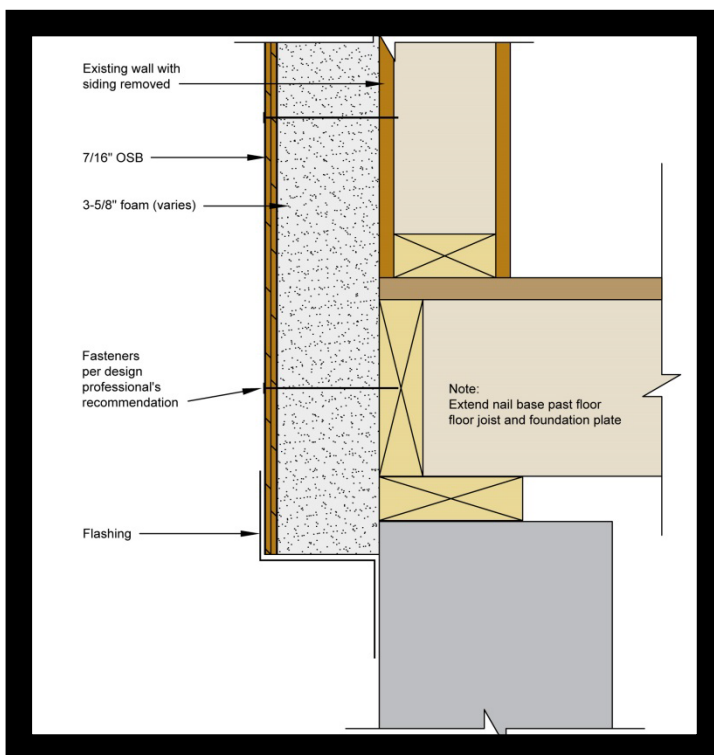 Existing wall with
siding removed
7/16" OSB
3-5/8" foam (varies)
Fasteners
per design
professional's
recommendation
Note:
Extend nail base past floor
floor joist and foundation plate
Flashing